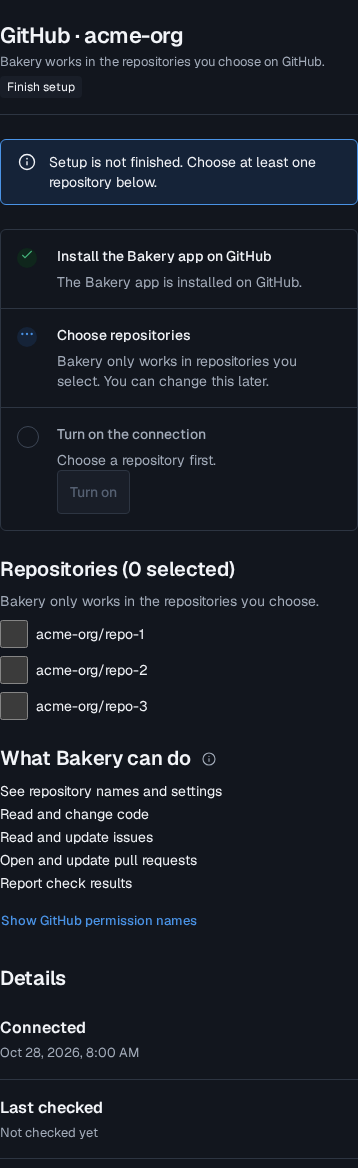 GitHub · acme-org
Bakery works in the repositories you choose on GitHub.
Finish setup
Setup is not finished. Choose at least one
repository below.
Install the Bakery app on GitHub
The Bakery app is installed on GitHub.
Choose repositories
Bakery only works in repositories you
select. You can change this later.
Turn on the connection
Choose a repository first.
Turn on
Repositories (0 selected)
Bakery only works in the repositories you choose.
acme-org/repo-1
acme-org/repo-2
acme-org/repo-3
What Bakery can do
See repository names and settings
Read and change code
Read and update issues
Open and update pull requests
Report check results
Show GitHub permission names
Details
Connected
Oct 28, 2026, 8:00 AM
Last checked
Not checked yet